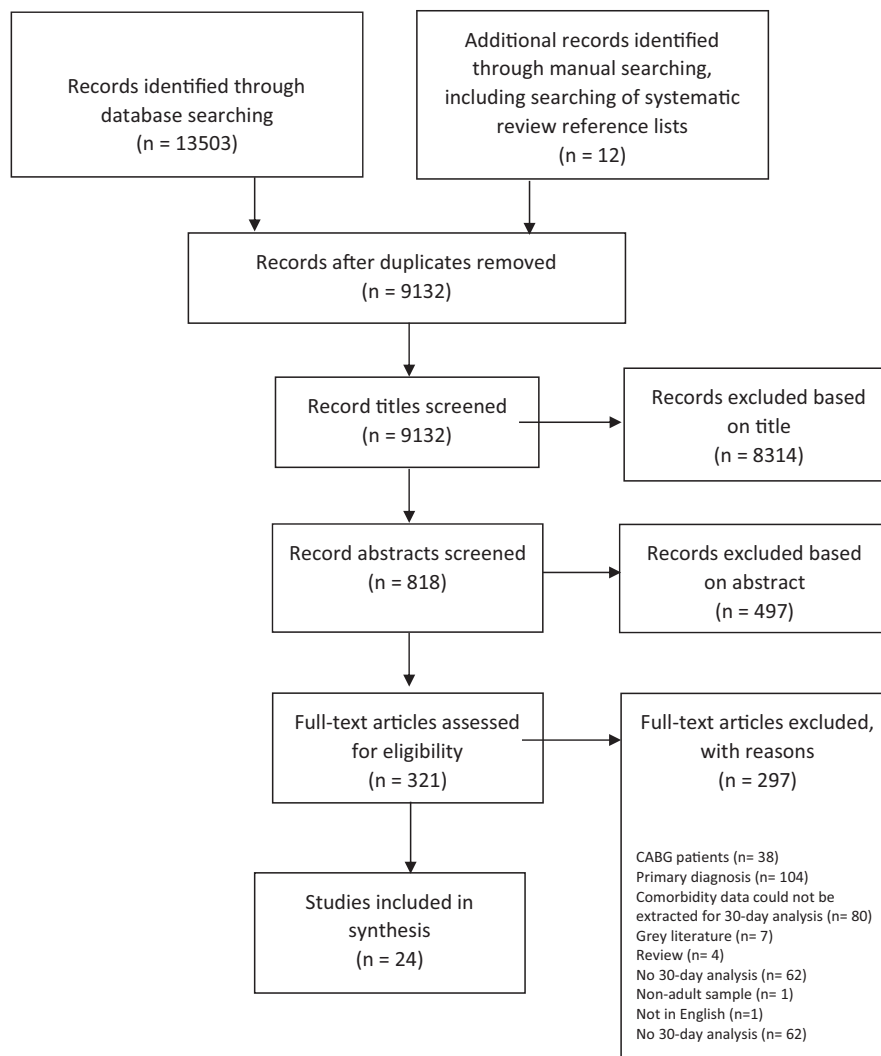 Records identified through
database searching
(n = 13503)
Additional records identified
through manual searching,
including searching of systematic
review reference lists
(n = 12)
Records after duplicates removed
(n = 9132)
Record titles screened
(n = 9132)
Records excluded based
on title
(n = 8314)
Record abstracts screened
(n = 818)
Records excluded based
on abstract
(n = 497)
Full-text articles assessed
for eligibility
(n = 321)
Full-text articles excluded,
with reasons
(n = 297)
CABG patients (n= 38)
Primary diagnosis (n= 104)
Comorbidity data could not be
extracted for 30-day analysis (n= 80)
Grey literature (n= 7)
Review (n= 4)
No 30-day analysis (n= 62)
Non-adult sample (n= 1)
Not in English (n=1)
No 30-day analysis (n= 62)
Studies included in
synthesis
(n = 24)